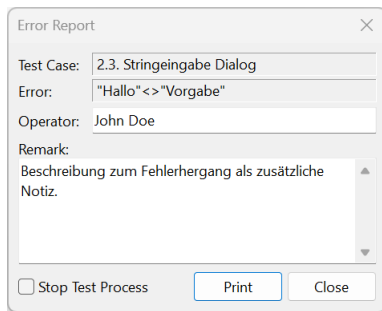 Error Report
Test Case: 2.3. Stringeingabe Dialog
Error: "Hallo"<>"Vorgabe"
Operator: John Doe
Remark:
Beschreibung zum Fehlerhergang als zusätzliche
Notiz.
Stop Test Process Print Close